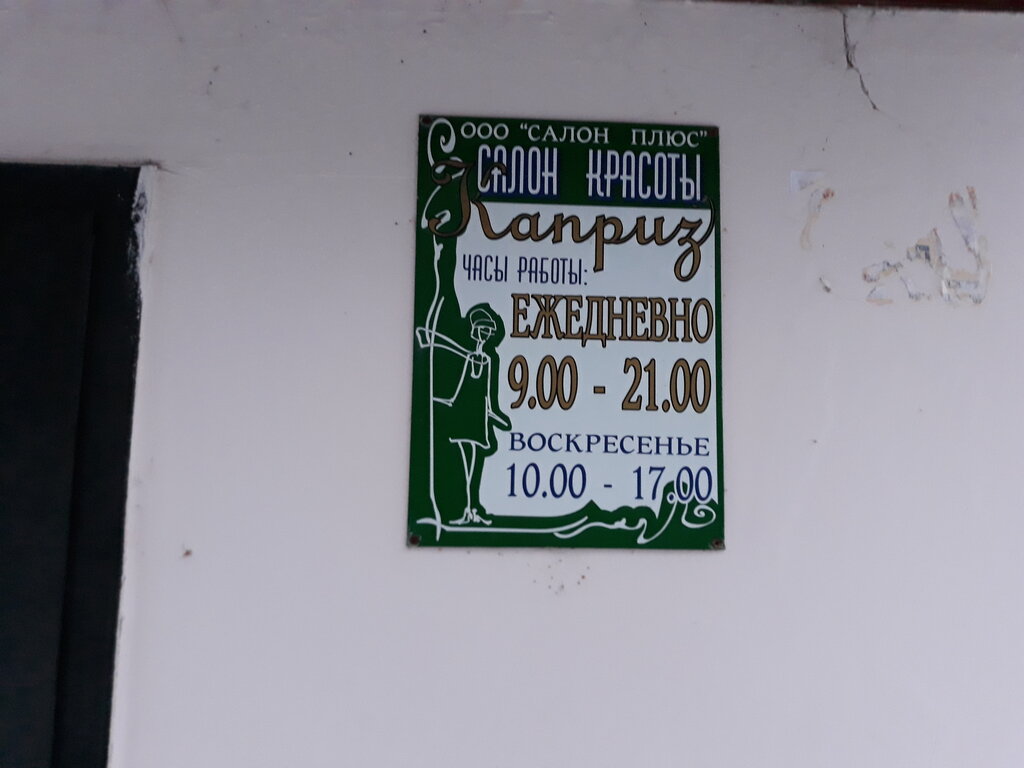 ООО "САЛОН ПЛЮС"
САЛОН КРАСОТЫ
Каприз
ЧАСЫ РАБОТЫ:
ЕЖЕДНЕВНО
9.00 - 21.00
ВОСКРЕСЕНЬЕ
10.00 - 17.00